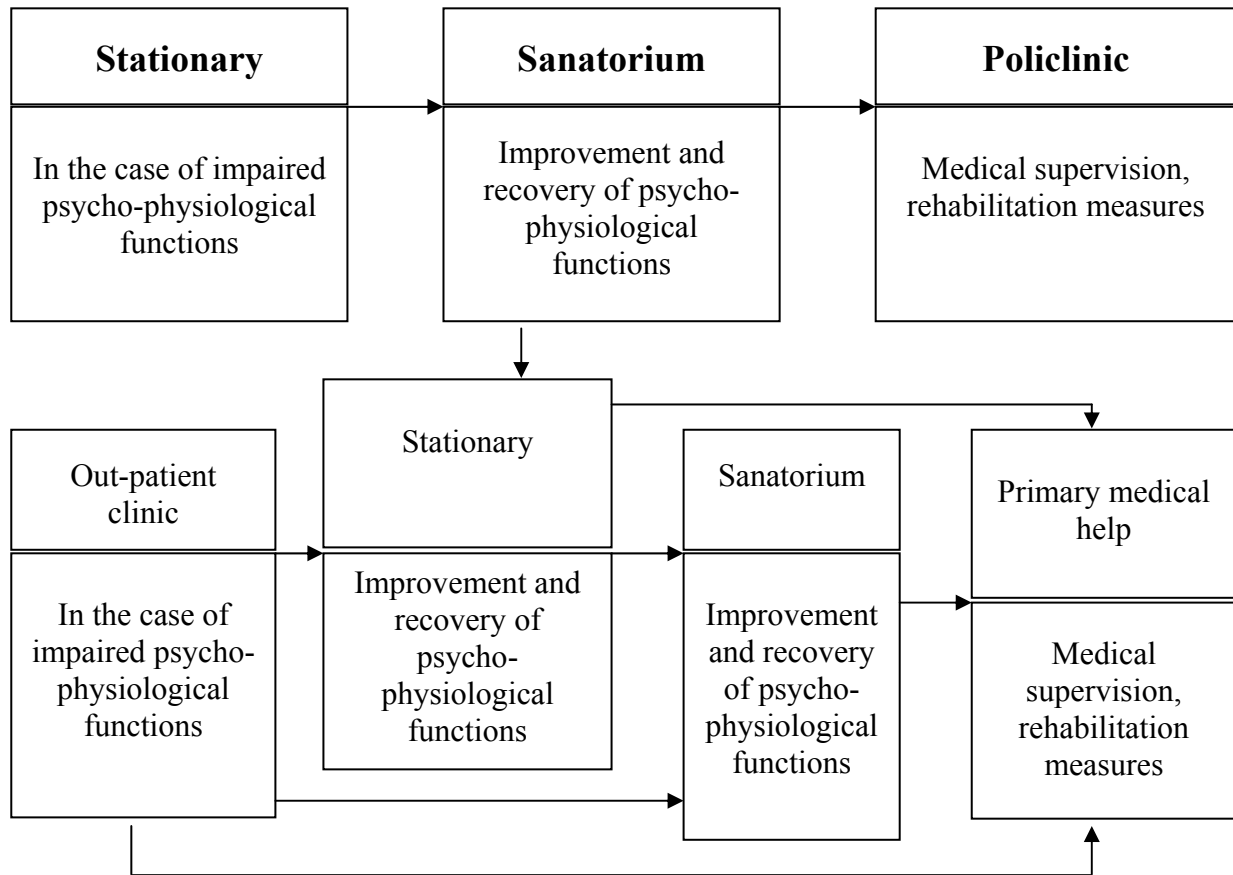 Stationary
In the case of impaired
psycho-physiological
functions
Sanatorium
Improvement and
recovery of psycho-
physiological
functions
Policlinic
Medical supervision,
rehabilitation measures
Out-patient
clinic
In the case of
impaired psycho-
physiological
functions
Stationary
Improvement and
recovery of
psycho-
physiological
functions
Sanatorium
Improvement
and recovery
of psycho-
physiological
functions
Primary medical
help
Medical
supervision,
rehabilitation
measures